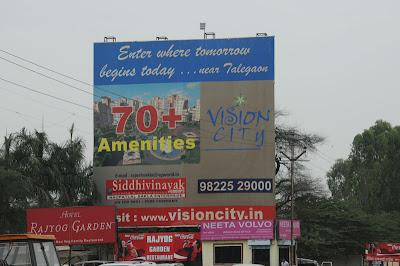 Enter where tomorrow
begins today ... near Talegaon
70+
Amenities
VISION
CITY
Siddhivinayak
98225 29000
sit : www.visioncity.in
HOTEL
RAJYOG GARDEN
NEETA VOLVO
RAJYOG
GARDEN